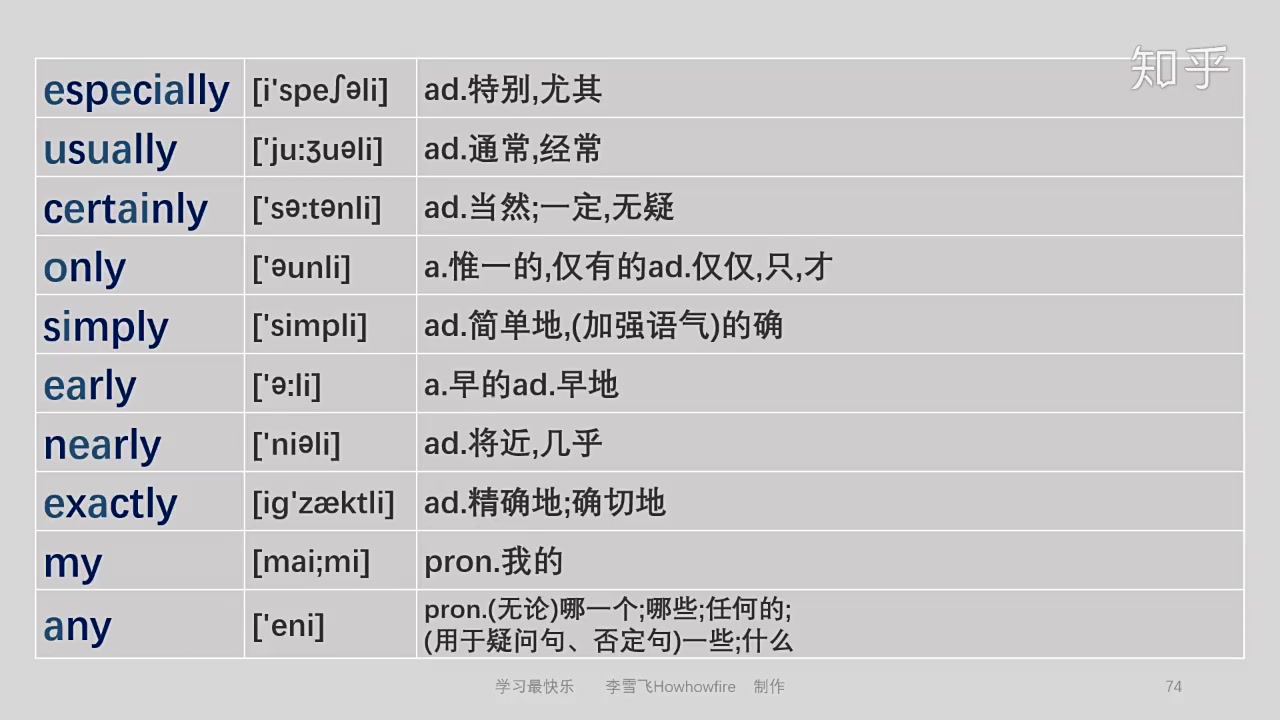 知乎
especially [i'speʃəli] ad.特别,尤其
usually ['ju:ʒuəli] ad.通常,经常
certainly ['sə:tənli] ad.当然;一定,无疑
only ['əunli] a.惟一的,仅有的ad.仅仅,只,才
simply ['simpli] ad.简单地,(加强语气)的确
early ['ə:li] a.早的ad.早地
nearly ['niəli] ad.将近,几乎
exactly [ig'zæktli] ad.精确地;确切地
my [mai;mi] pron.我的
any ['eni] pron.(无论)哪一个;哪些;任何的;
(用于疑问句、否定句)一些;什么
学习最快乐 李雪飞Howhowfire 制作 74